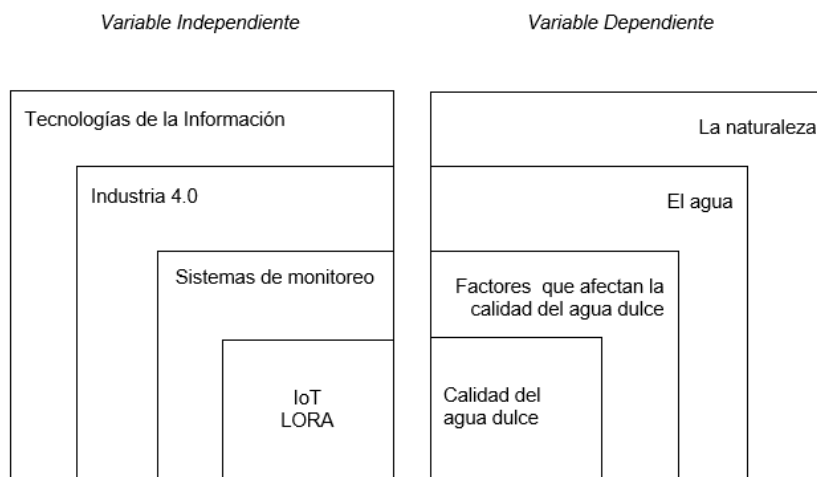 Variable Independiente
Variable Dependiente
Tecnologías de la Información
La naturaleza
Industria 4.0
El agua
Sistemas de monitoreo
Factores que afectan la
calidad del agua dulce
IoT
LORA
Calidad del
agua dulce